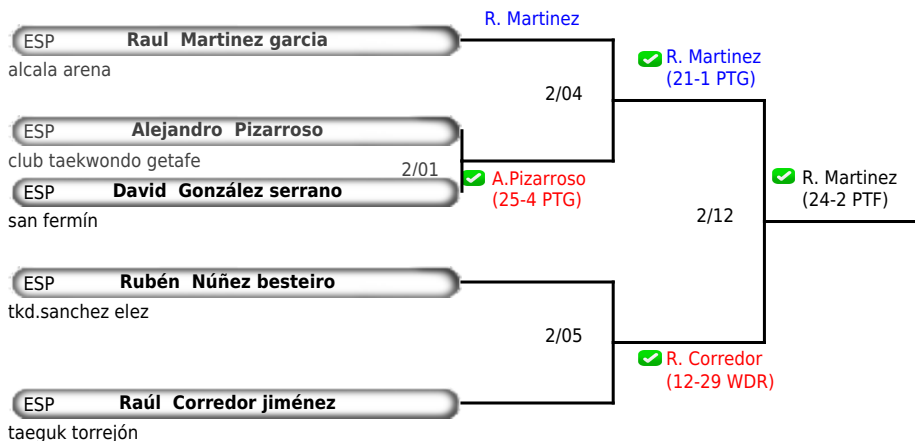 R. Martinez
ESP Raul Martinez garcia
alcala arena
R. Martinez
(21-1 PTG)
2/04
ESP Alejandro Pizarroso
club taekwondo getafe
2/01
A.Pizarroso
(25-4 PTG)
ESP David González serrano
san fermín
R. Martinez
(24-2 PTF)
2/12
ESP Rubén Núñez besteiro
tkd.sanchez elez
2/05
R. Corredor
(12-29 WDR)
ESP Raúl Corredor jiménez
taeguk torrejón